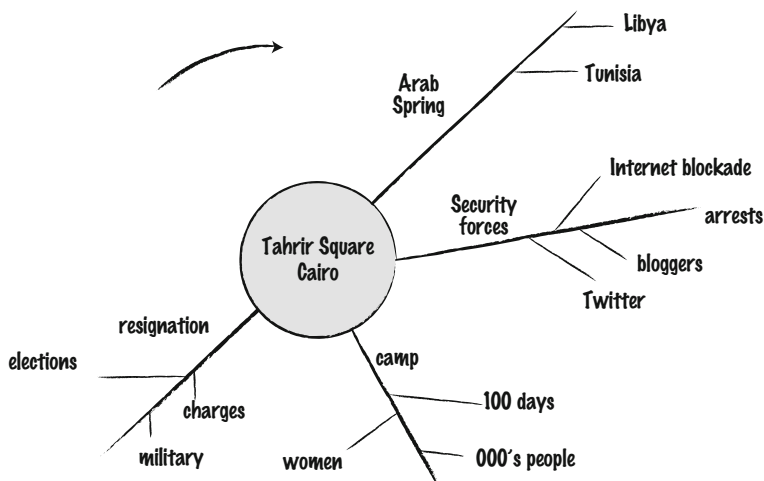 Tahrir Square
Cairo
Arab
Spring
Libya
Tunisia
Security
forces
Internet blockade
arrests
bloggers
Twitter
camp
100 days
000's people
women
resignation
charges
military
elections